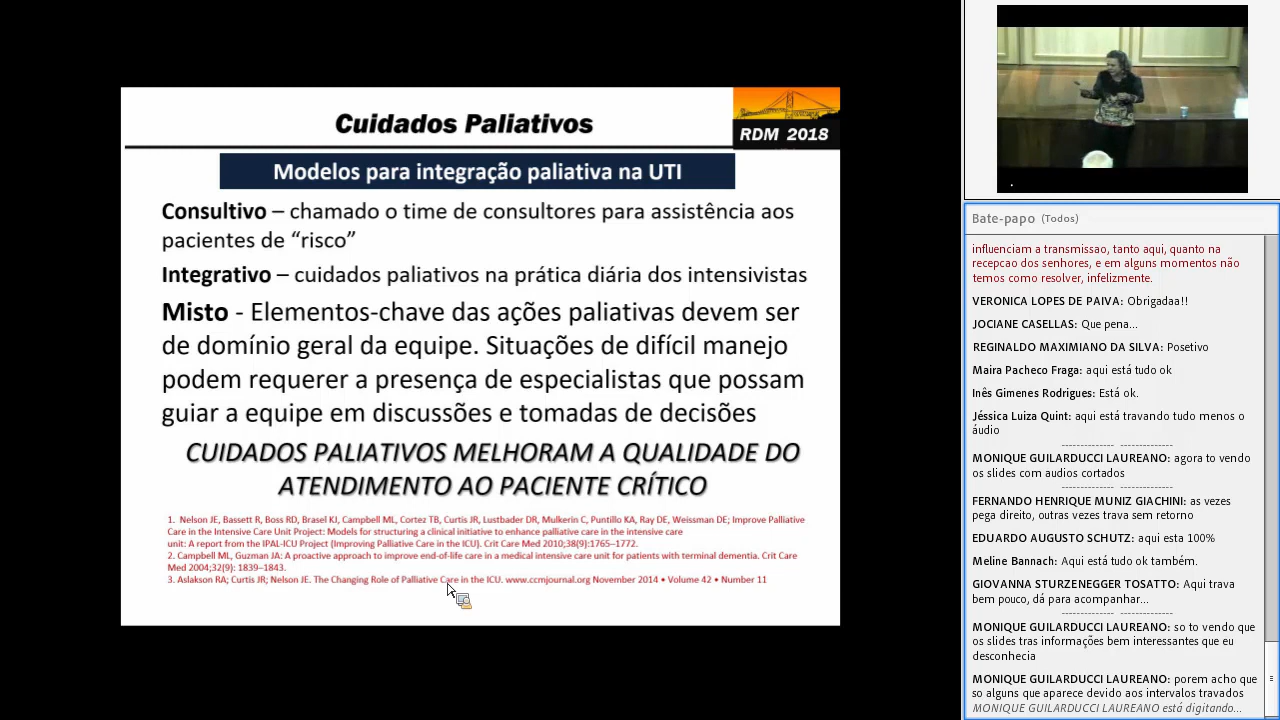 Cuidados Paliativos
RDM 2018
Modelos para integração paliativa na UTI
Consultivo – chamado o time de consultores para assistência aos
pacientes de “risco”
Integrativo – cuidados paliativos na prática diária dos intensivistas
Misto - Elementos-chave das ações paliativas devem ser
de domínio geral da equipe. Situações de difícil manejo
podem requerer a presença de especialistas que possam
guiar a equipe em discussões e tomadas de decisões
CUIDADOS PALIATIVOS MELHORAM A QUALIDADE DO
ATENDIMENTO AO PACIENTE CRÍTICO
1. Nelson JE, Bassett R, Boss RD, Brasel KJ, Campbell ML, Cortez TB, Curtis JR, Lustbader DR, Mulkerin C, Puntillo KA, Ray DE, Weissman DE; Improve Palliative
Care in the Intensive Care Unit Project: Models for structuring a clinical initiative to enhance palliative care in the intensive care
unit: A report from the IPAL-ICU Project (Improving Palliative Care in the ICU). Crit Care Med 2010;38(9):1765–1772.
2. Campbell ML, Guzman JA: A proactive approach to improve end-of-life care in a medical intensive care unit for patients with terminal dementia. Crit Care
Med 2004;32(9): 1839–1843.
3. Aslakson RA; Curtis JR; Nelson JE. The Changing Role of Palliative Care in the ICU. www.ccmjournal.org November 2014 • Volume 42 • Number 11
Bate-papo (Todos)
influenciam a transmissao, tanto aqui, quanto na
recepcao dos senhores, e em alguns momentos não
temos como resolver, infelizmente.
VERONICA LOPES DE PAIVA: Obrigadaa!!
JOCIANE CASELLAS: Que pena...
REGINALDO MAXIMIANO DA SILVA: Posetivo
Maira Pacheco Fraga: aqui está tudo ok
Inês Gimenes Rodrigues: Está ok.
Jéssica Luiza Quint: aqui está travando tudo menos o
áudio
MONIQUE GUILARDUCCI LAUREANO: agora to vendo
os slides com audios cortados
FERNANDO HENRIQUE MUNIZ GIACHINI: as vezes
pega direito, outras vezes trava sem retorno
EDUARDO AUGUSTO SCHUTZ: aqui esta 100%
Meline Bannach: Aqui está tudo ok também.
GIOVANNA STURZENEGGER TOSATTO: Aqui trava
bem pouco, dá para acompanhar...
MONIQUE GUILARDUCCI LAUREANO: so to vendo que
os slides tras informações bem interessantes que eu
desconhecia
MONIQUE GUILARDUCCI LAUREANO: porem acho que
so alguns que aparece devido aos intervalos travados
MONIQUE GUILARDUCCI LAUREANO está digitando...